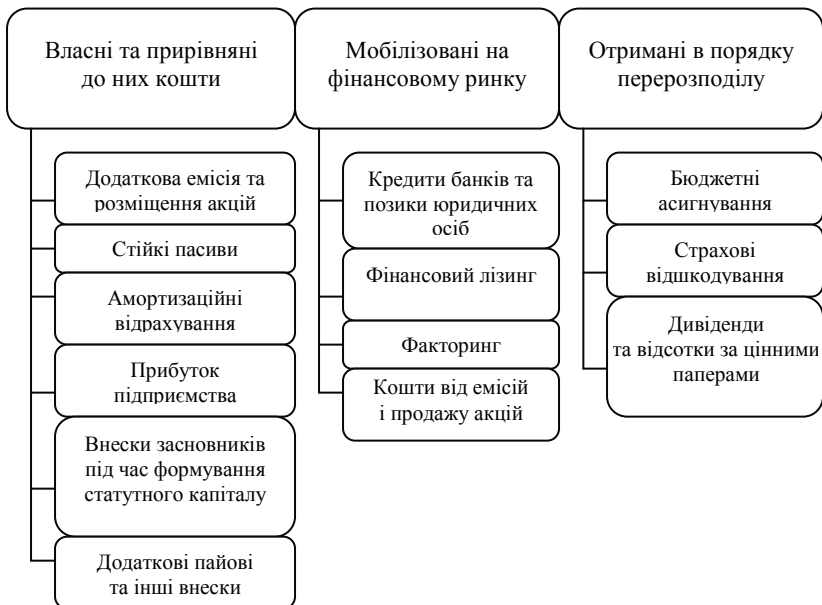 Власні та прирівняні
до них кошти
Додаткова емісія та
розміщення акцій
Стійкі пасиви
Амортизаційні
відрахування
Прибуток
підприємства
Внески засновників
під час формування
статутного капіталу
Додаткові пайові
та інші внески
Мобілізовані на
фінансовому ринку
Кредити банків та
позики юридичних
осіб
Фінансовий лізинг
Факторинг
Кошти від емісій
і продажу акцій
Отримані в порядку
перерозподілу
Бюджетні
асигнування
Страхові
відшкодування
Дивіденди
та відсотки за цінними
паперами